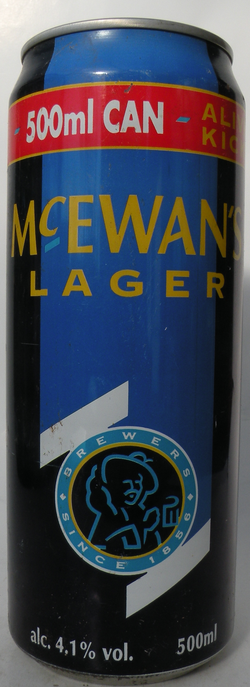 - 500ml CAN -
McEWAN'S
LAGER
BREWERS
SINCE 1856
alc. 4,1% vol.
500ml